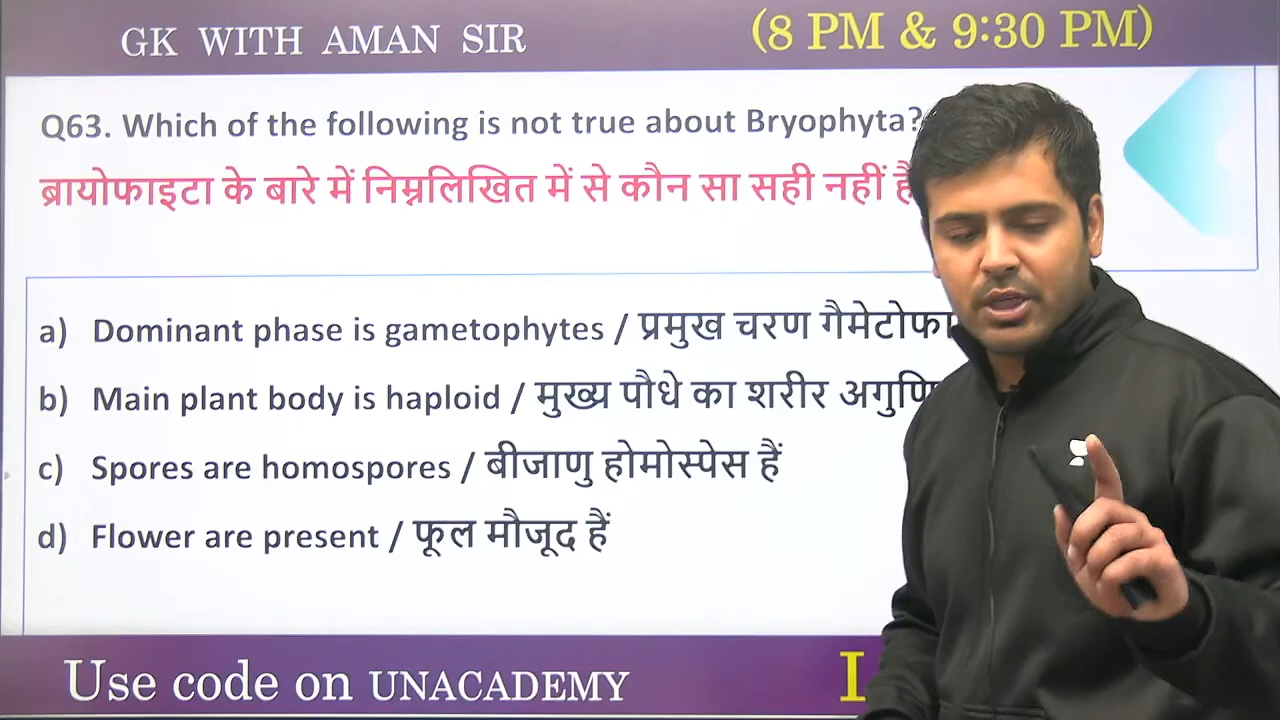 GK WITH AMAN SIR
(8 PM & 9:30 PM)
Q63. Which of the following is not true about Bryophyta?
ब्रायोफाइटा के बारे में निम्नलिखित में से कौन सा सही नहीं है
a) Dominant phase is gametophytes / प्रमुख चरण
b) Main plant body is haploid / मुख्य पौधे का शरीर
c) Spores are homospores / बीजाणु होमोस्पेस हैं
d) Flower are present / फूल मौजूद हैं
Use code on UNACADEMY